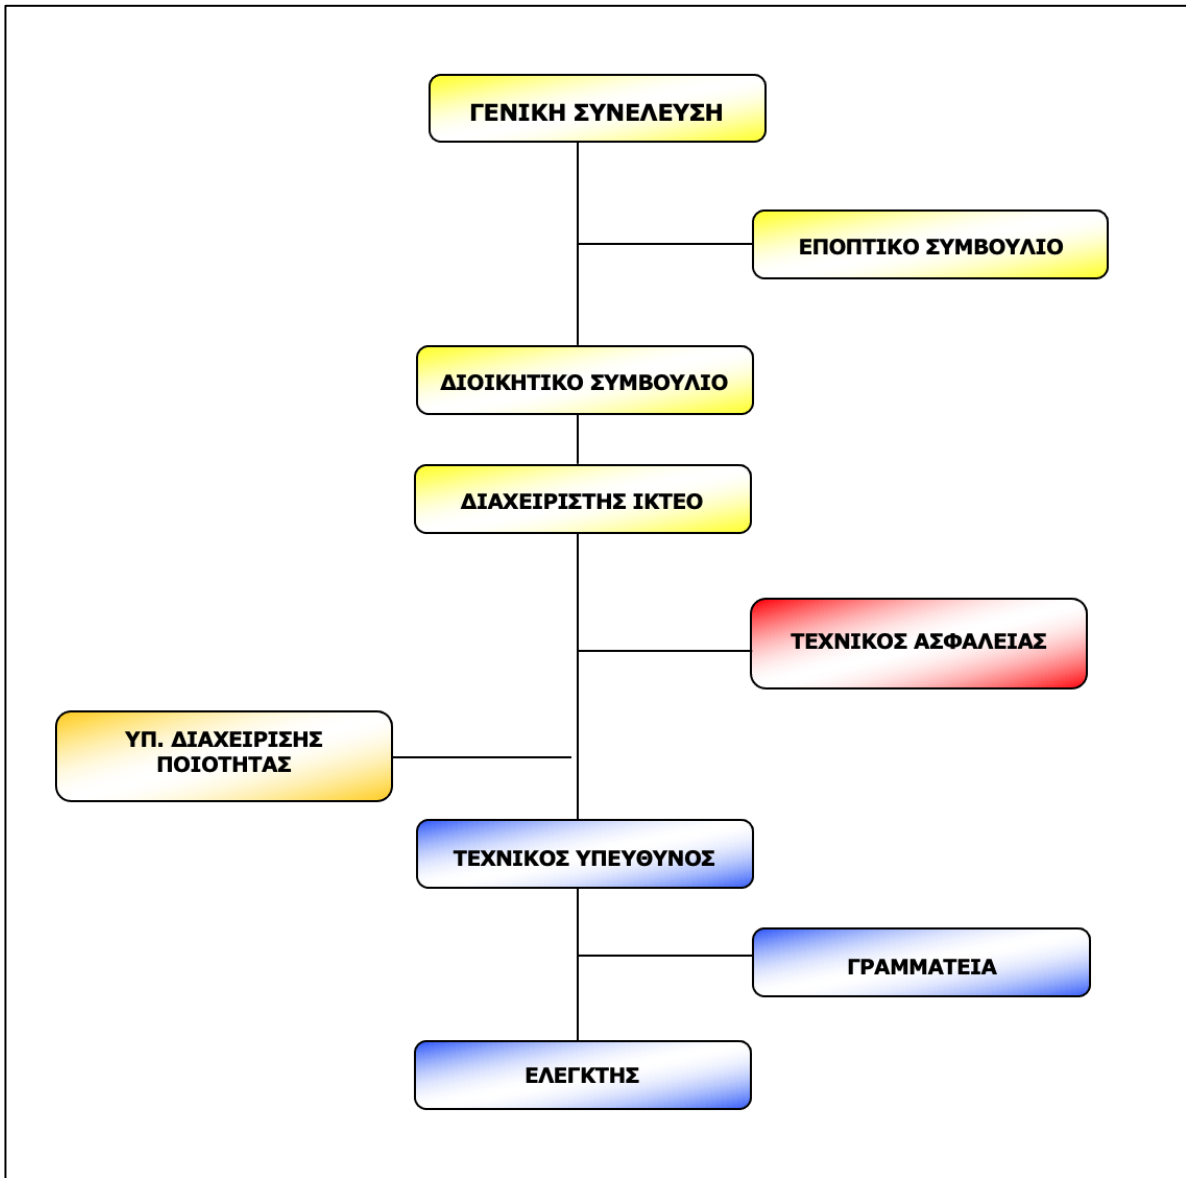 ΓΕΝΙΚΗ ΣΥΝΕΛΕΥΣΗ
ΕΠΟΠΤΙΚΟ ΣΥΜΒΟΥΛΙΟ
ΔΙΟΙΚΗΤΙΚΟ ΣΥΜΒΟΥΛΙΟ
ΔΙΑΧΕΙΡΙΣΤΗΣ ΙΚΤΕΟ
ΤΕΧΝΙΚΟΣ ΑΣΦΑΛΕΙΑΣ
ΥΠ. ΔΙΑΧΕΙΡΙΣΗΣ
ΠΟΙΟΤΗΤΑΣ
ΤΕΧΝΙΚΟΣ ΥΠΕΥΘΥΝΟΣ
ΓΡΑΜΜΑΤΕΙΑ
ΕΛΕΓΚΤΗΣ